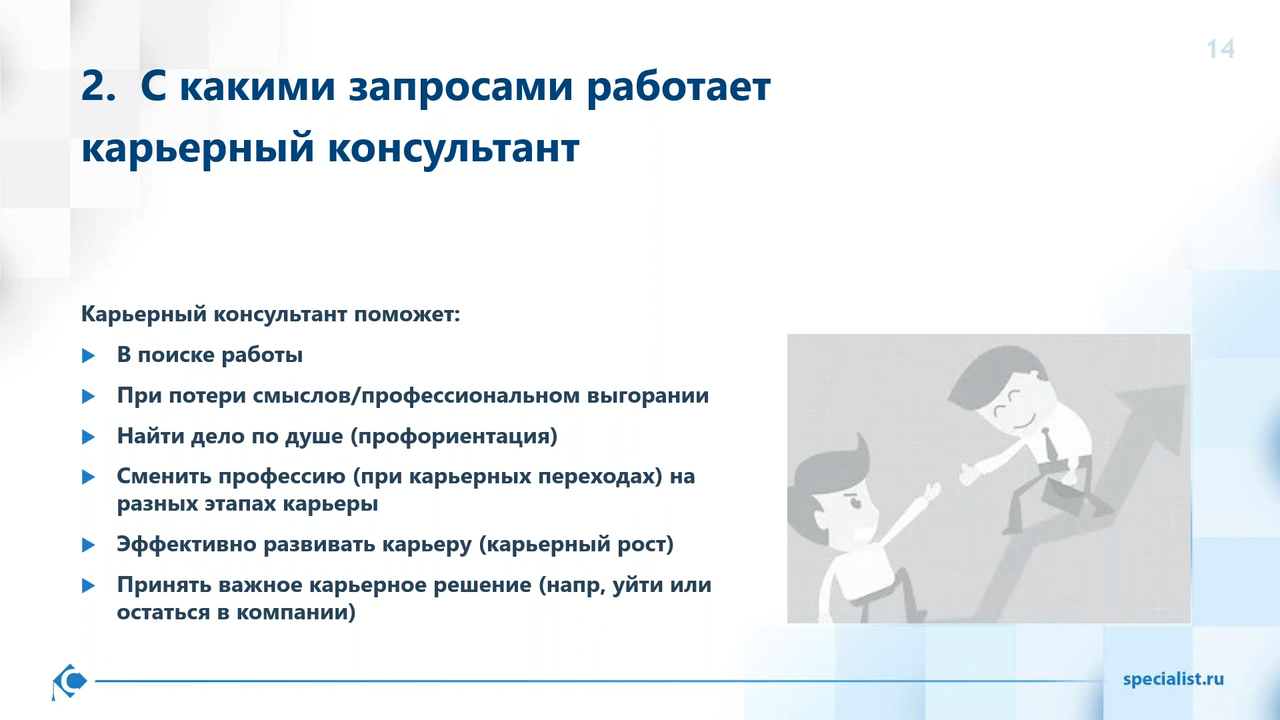 14
2. С какими запросами работает
карьерный консультант
Карьерный консультант поможет:
В поиске работы
При потери смыслов/профессиональном выгорании
Найти дело по душе (профориентация)
Сменить профессию (при карьерных переходах) на
разных этапах карьеры
Эффективно развивать карьеру (карьерный рост)
Принять важное карьерное решение (напр, уйти или
остаться в компании)
specialist.ru